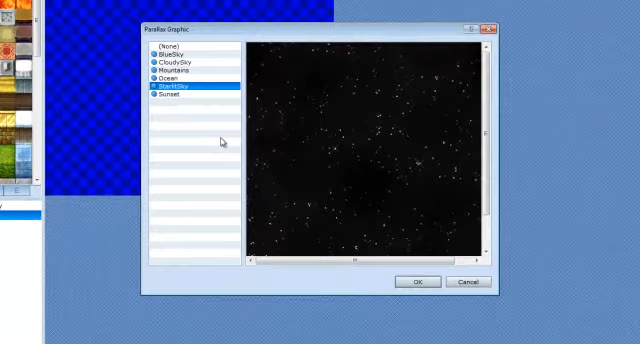 Parallax Graphic
(None)
BlueSky
CloudySky
Mountains
Ocean
StarlitSky
Sunset
E
OK
Cancel